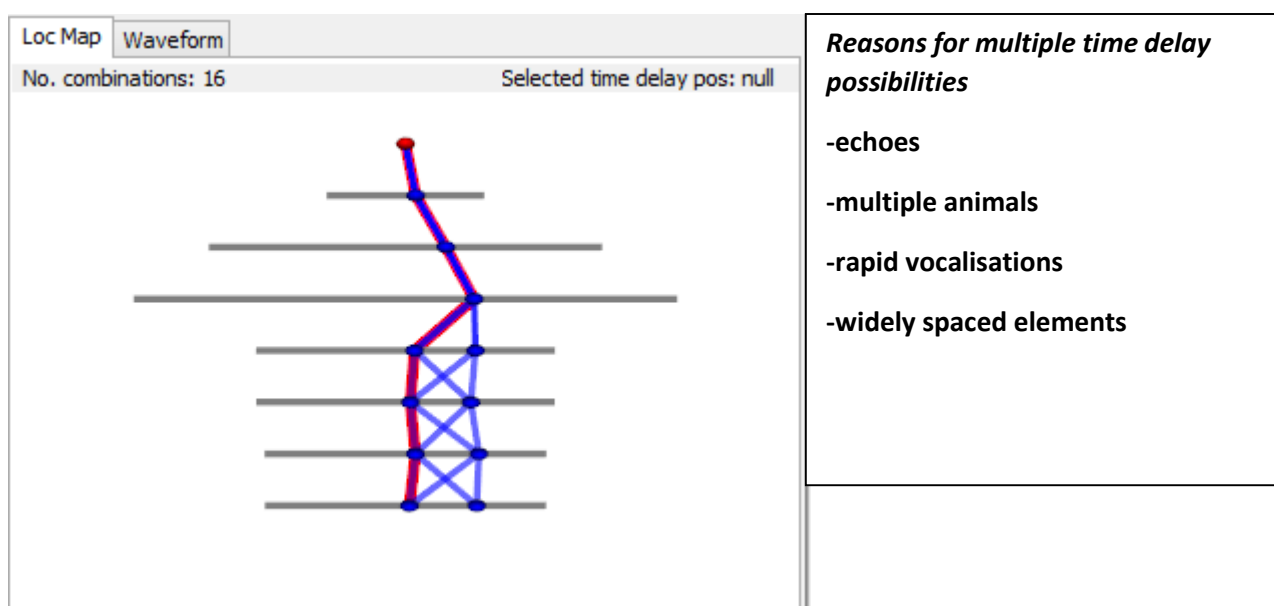 Loc Map Waveform
No. combinations: 16 Selected time delay pos: null
Reasons for multiple time delay
possibilities
-echoes
-multiple animals
-rapid vocalisations
-widely spaced elements